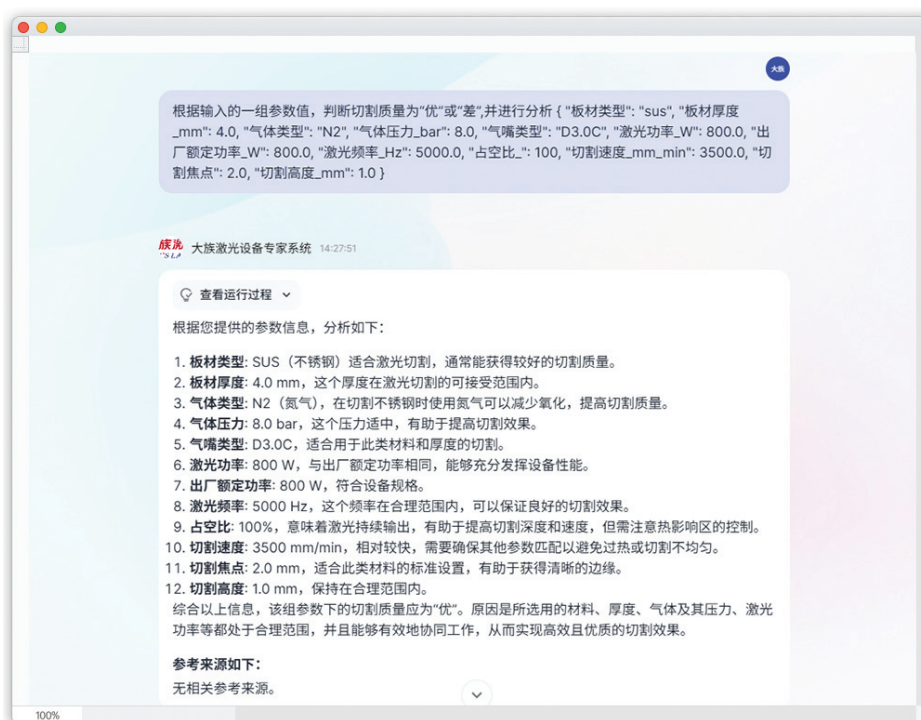 大族
根据输入的一组参数值，判断切割质量为“优”或“差”,并进行分析 { "板材类型": "sus", "板材厚度
_mm": 4.0, "气体类型": "N2", "气体压力_bar": 8.0, "气嘴类型": "D3.0C", "激光功率_W": 800.0, "出
厂额定功率_W": 800.0, "激光频率_Hz": 5000.0, "占空比_": 100, "切割速度_mm_min": 3500.0, "切
割焦点": 2.0, "切割高度_mm": 1.0 }
大族激光设备专家系统 14:27:51
查看运行过程
根据您提供的参数信息，分析如下：
1. 板材类型: SUS（不锈钢）适合激光切割，通常能获得较好的切割质量。
2. 板材厚度: 4.0 mm，这个厚度在激光切割的可接受范围内。
3. 气体类型: N2（氮气），在切割不锈钢时使用氮气可以减少氧化，提高切割质量。
4. 气体压力: 8.0 bar，这个压力适中，有助于提高切割效果。
5. 气嘴类型: D3.0C，适合用于此类材料和厚度的切割。
6. 激光功率: 800 W，与出厂额定功率相同，能够充分发挥设备性能。
7. 出厂额定功率: 800 W，符合设备规格。
8. 激光频率: 5000 Hz，这个频率在合理范围内，可以保证良好的切割效果。
9. 占空比: 100%，意味着激光持续输出，有助于提高切割深度和速度，但需注意热影响区的控制。
10. 切割速度: 3500 mm/min，相对较快，需要确保其他参数匹配以避免过热或切割不均匀。
11. 切割焦点: 2.0 mm，适合此类材料的标准设置，有助于获得清晰的边缘。
12. 切割高度: 1.0 mm，保持在合理范围内。
综合以上信息，该组参数下的切割质量应为“优”。原因是所选用的材料、厚度、气体及其压力、激光
功率等都处于合理范围，并且能够有效地协同工作，从而实现高效且优质的切割效果。
参考来源如下：
无相关参考来源。
100%